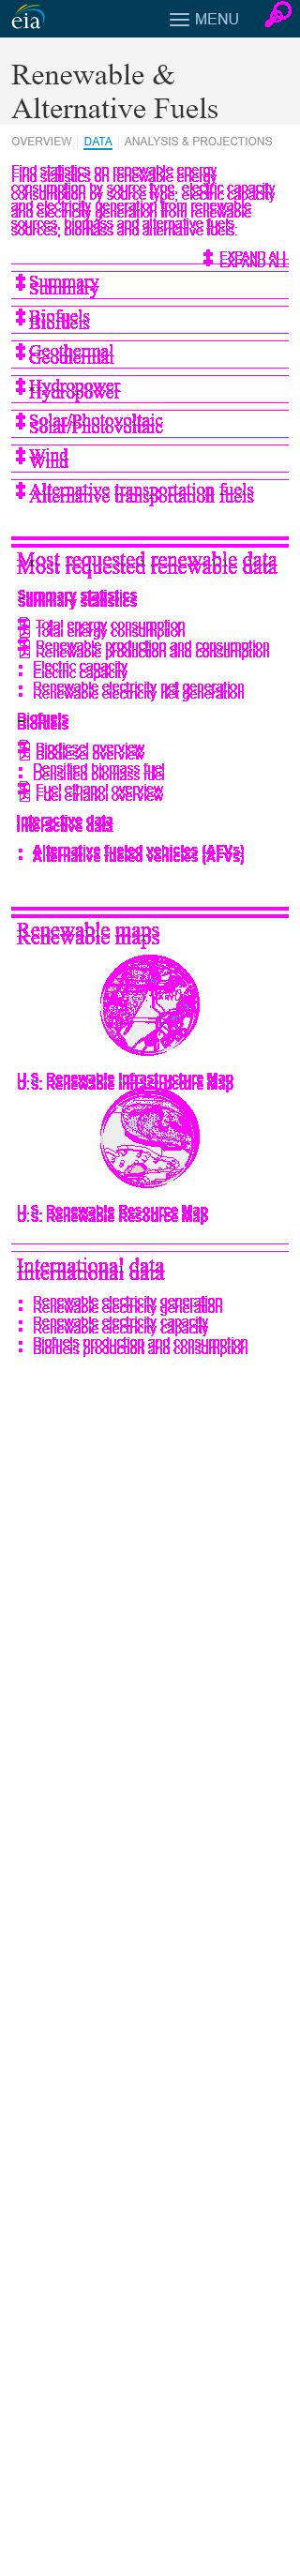 eia
MENU
Renewable &
Alternative Fuels
OVERVIEW DATA ANALYSIS & PROJECTIONS
Find statistics on renewable energy
consumption by source type, electric capacity
and electricity generation from renewable
sources, biomass and alternative fuels.
EXPAND ALL
Summary
Biofuels
Geothermal
Hydropower
Solar/Photovoltaic
Wind
Alternative transportation fuels
Most requested renewable data
Summary statistics
Total energy consumption
Renewable production and consumption
Electric capacity
Renewable electricity net generation
Biofuels
Biodiesel overview
Densified biomass fuel
Fuel ethanol overview
Interactive data
Alternative fueled vehicles (AFVs)
Renewable maps
U.S. Renewable Infrastructure Map
U.S. Renewable Resource Map
International data
Renewable electricity generation
Renewable electricity capacity
Biofuels production and consumption